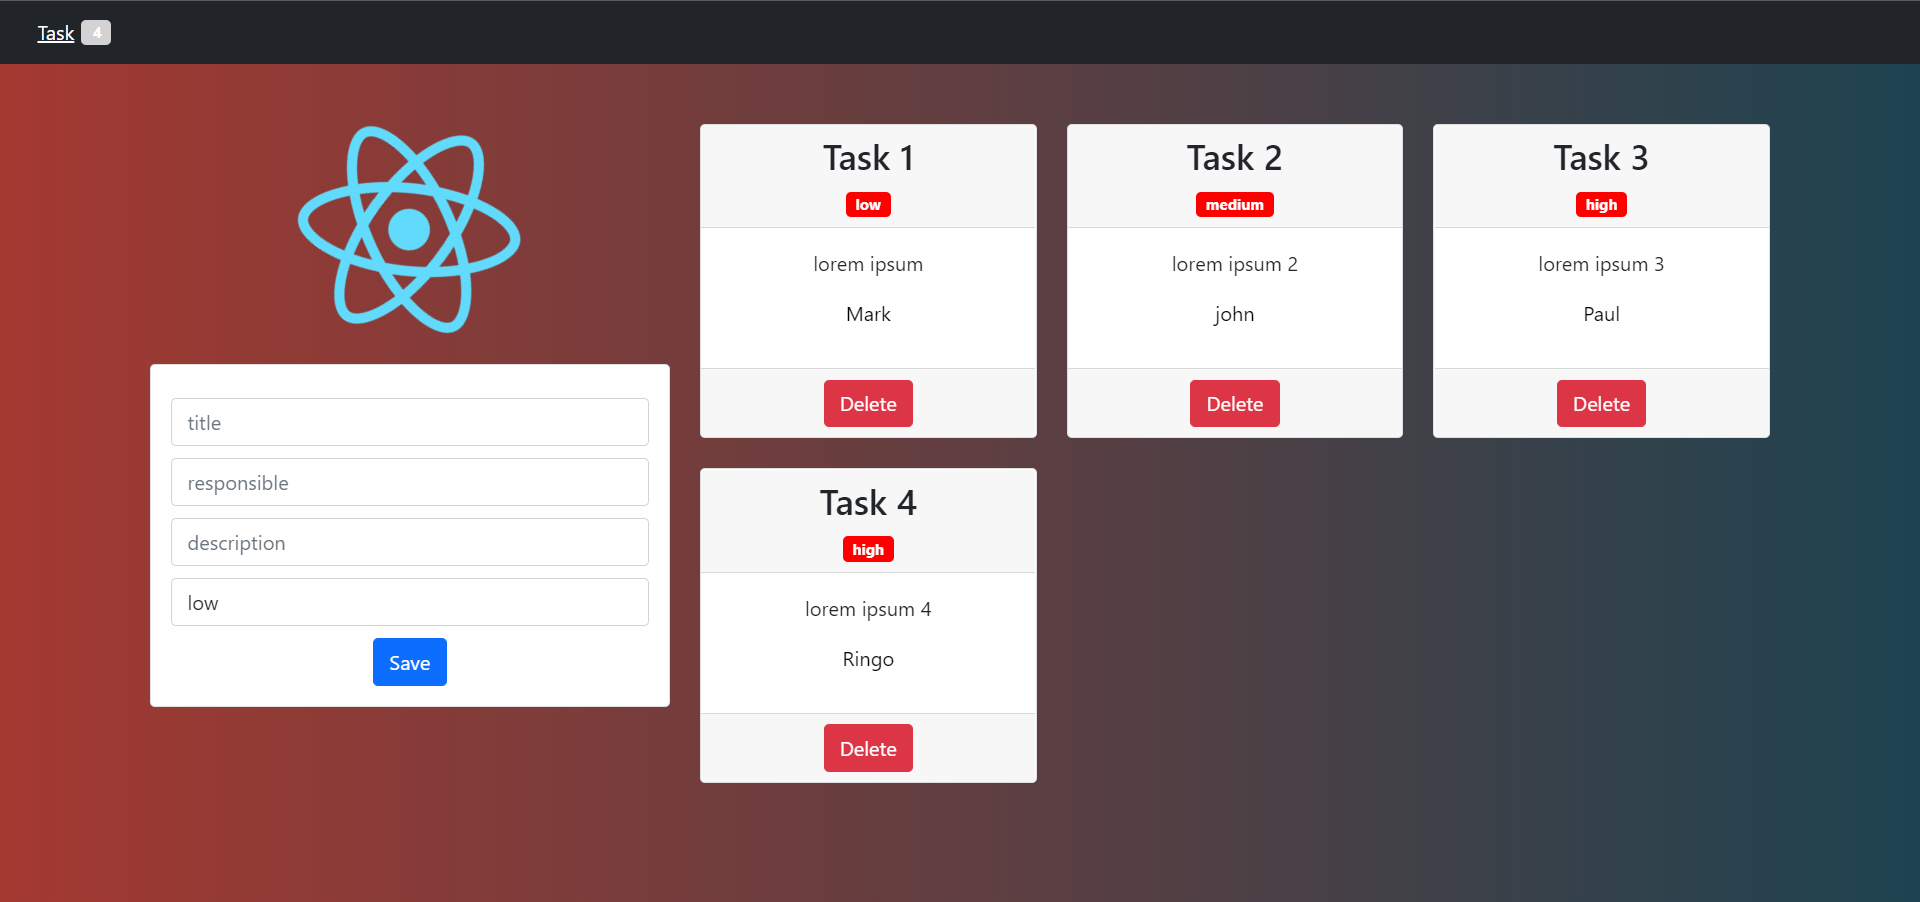 Task 4
title
responsible
description
low
Save
Task 1
low
lorem ipsum
Mark
Delete
Task 2
medium
lorem ipsum 2
john
Delete
Task 3
high
lorem ipsum 3
Paul
Delete
Task 4
high
lorem ipsum 4
Ringo
Delete